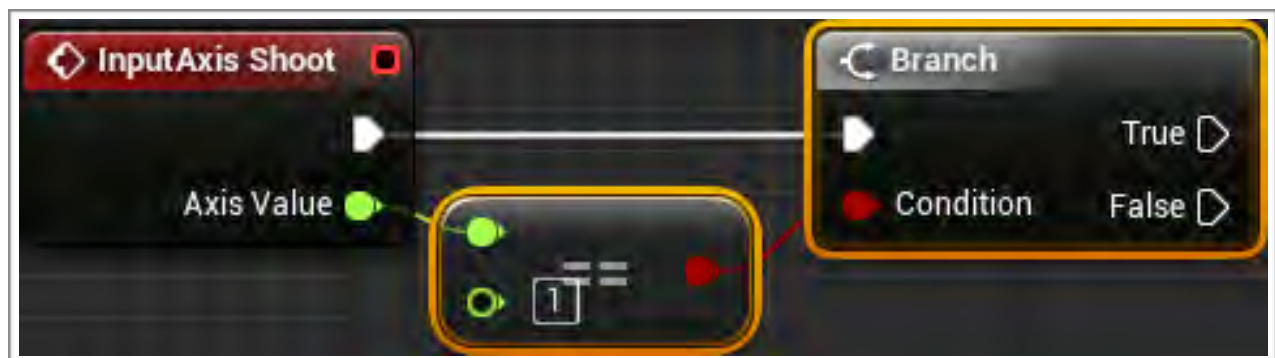 InputAxis Shoot
Branch
True
Axis Value
Condition
False
==
1